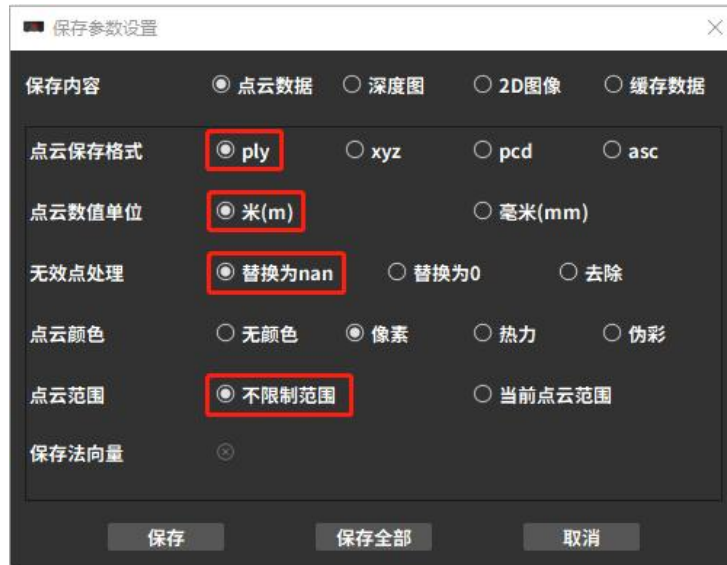 保存参数设置
保存内容 点云数据 深度图 2D图像 缓存数据
点云保存格式 ply xyz pcd asc
点云数值单位 米(m) 毫米(mm)
无效点处理 替换为nan 替换为0 去除
点云颜色 无颜色 像素 热力 伪彩
点云范围 不限制范围 当前点云范围
保存法向量
保存 保存全部 取消